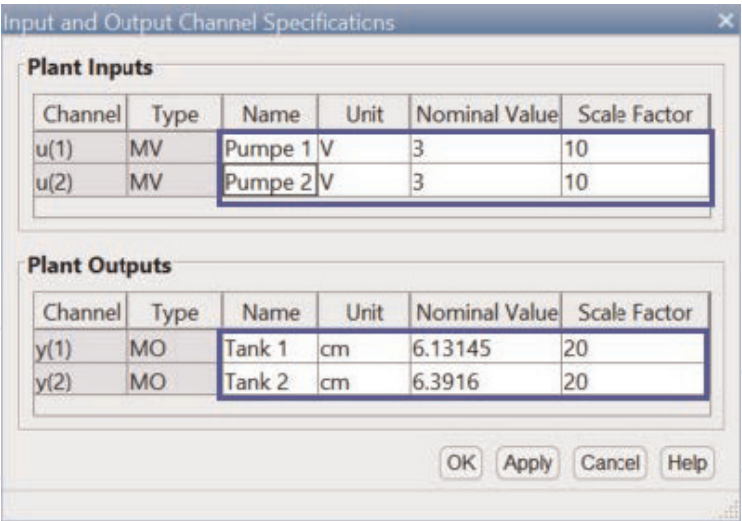 Input and Output Channel Specifications
Plant Inputs
Channel Type Name Unit Nominal Value Scale Factor
u(1) MV Pumpe 1 V 3 10
u(2) MV Pumpe 2 V 3 10
Plant Outputs
Channel Type Name Unit Nominal Value Scale Factor
y(1) MO Tank 1 cm 6.13145 20
y(2) MO Tank 2 cm 6.3916 20
OK Apply Cancel Help